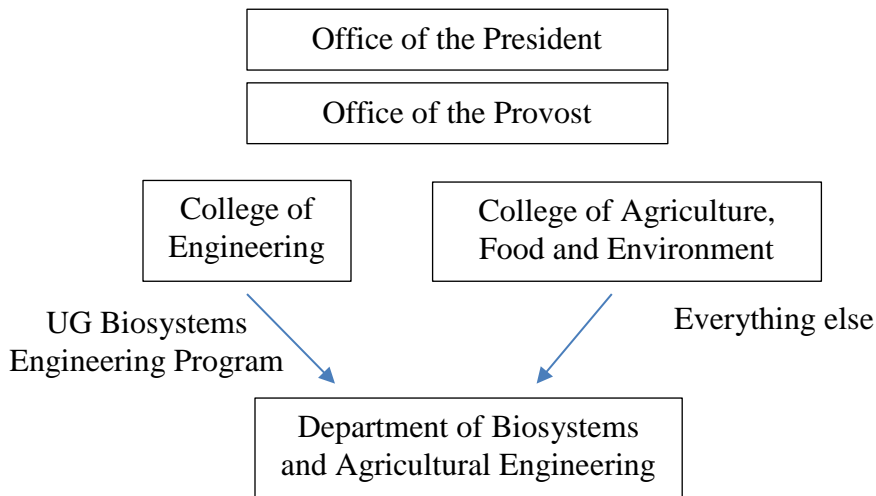 Office of the President
Office of the Provost
College of
Engineering
College of Agriculture,
Food and Environment
UG Biosystems
Engineering Program
Everything else
Department of Biosystems
and Agricultural Engineering